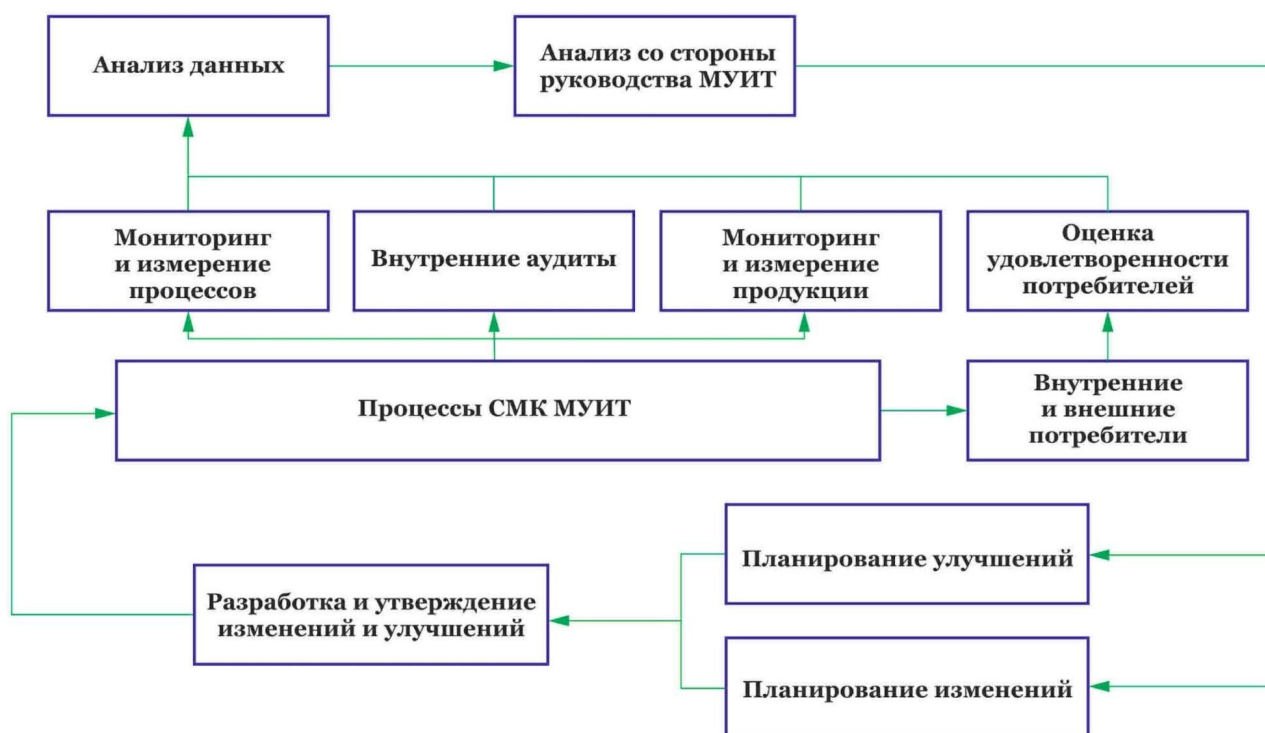 Анализ данных
Анализ со стороны
руководства МУИТ
Мониторинг
и измерение
процессов
Внутренние аудиты
Мониторинг
и измерение
продукции
Оценка
удовлетворенности
потребителей
Процессы СМК МУИТ
Внутренние
и внешние
потребители
Планирование улучшений
Разработка и утверждение
изменений и улучшений
Планирование изменений